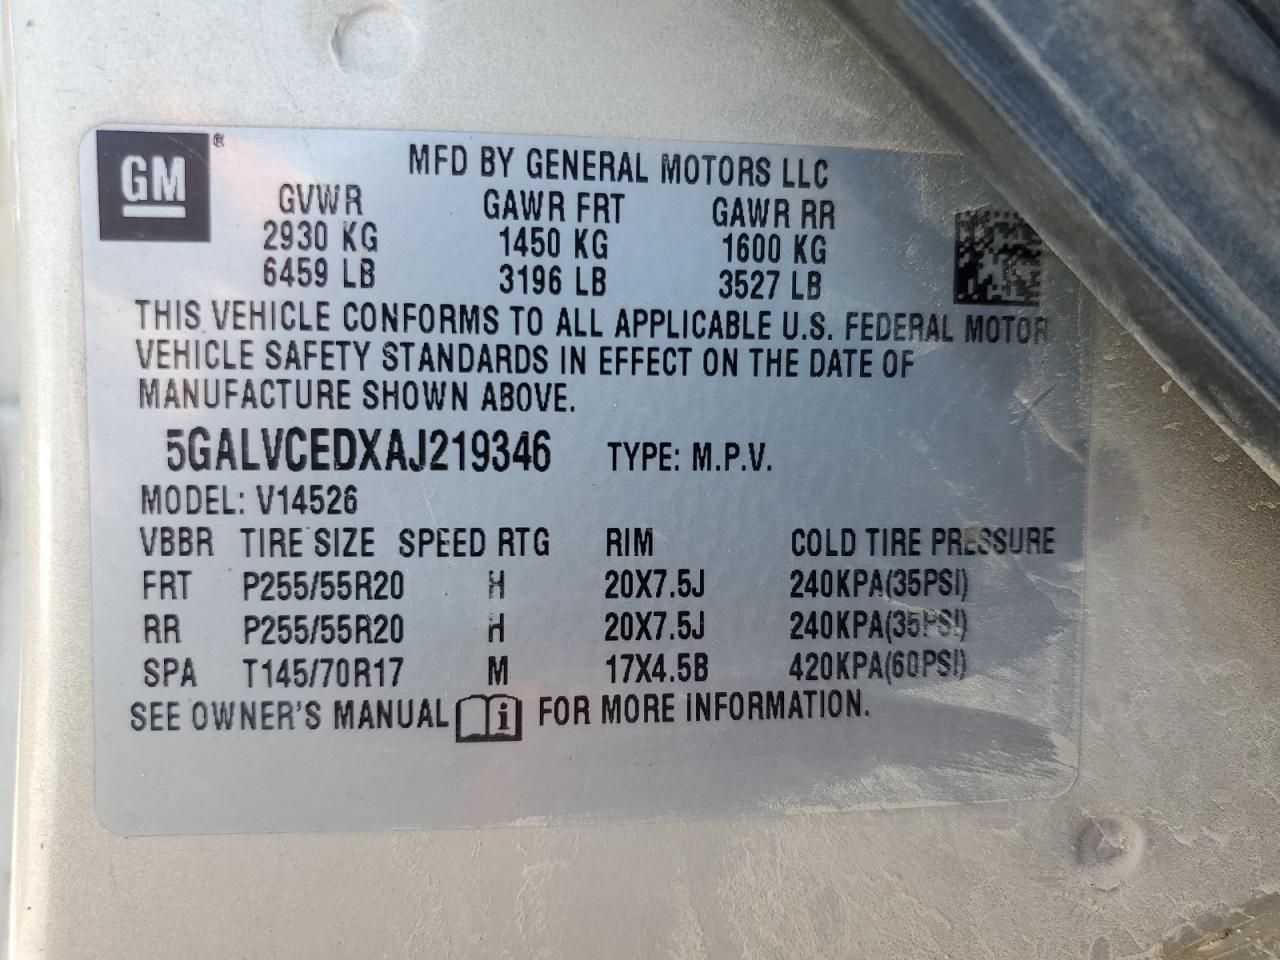 GM ®
MFD BY GENERAL MOTORS LLC
GVWR GAWR FRT GAWR RR
2930 KG 1450 KG 1600 KG
6459 LB 3196 LB 3527 LB
THIS VEHICLE CONFORMS TO ALL APPLICABLE U.S. FEDERAL MOTOR
VEHICLE SAFETY STANDARDS IN EFFECT ON THE DATE OF
MANUFACTURE SHOWN ABOVE.
5GALVCEDXAJ219346 TYPE: M.P.V.
MODEL: V14526
VBBR TIRE SIZE SPEED RTG RIM COLD TIRE PRESSURE
FRT P255/55R20 H 20X7.5J 240KPA(35PSI)
RR P255/55R20 H 20X7.5J 240KPA(35PSI)
SPA T145/70R17 M 17X4.5B 420KPA(60PSI)
SEE OWNER'S MANUAL i FOR MORE INFORMATION.